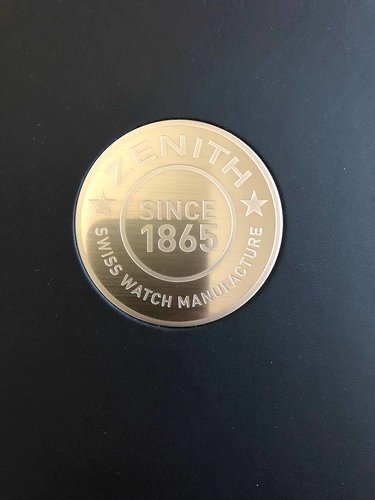 ZENITH
SINCE
1865
SWISS WATCH MANUFACTURE